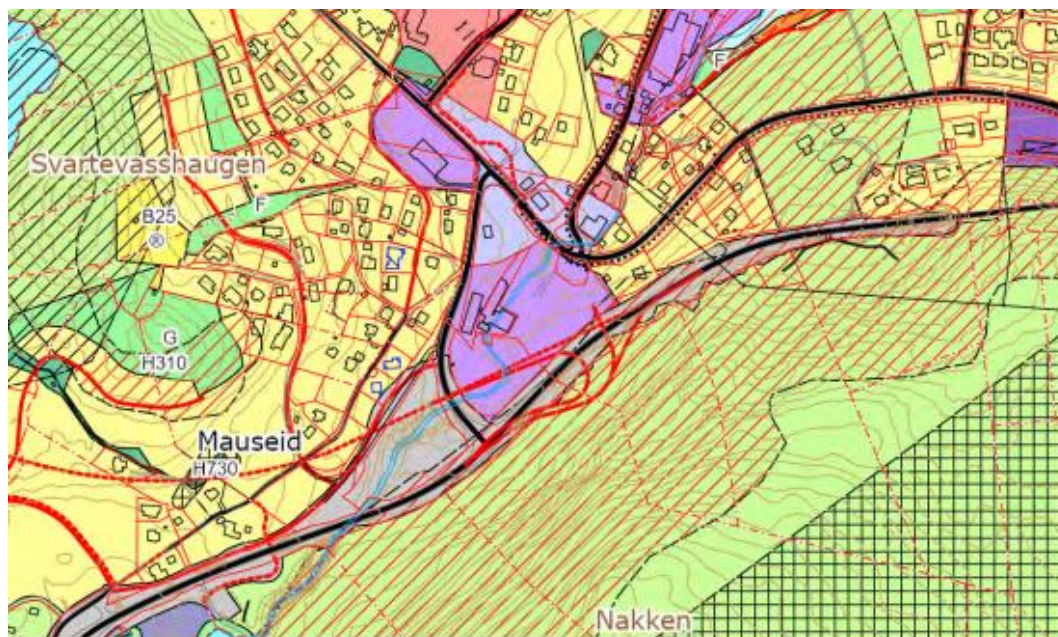 F
Svartevasshaugen
F
B25
®
G
H310
Mauseid
H730
Nakken